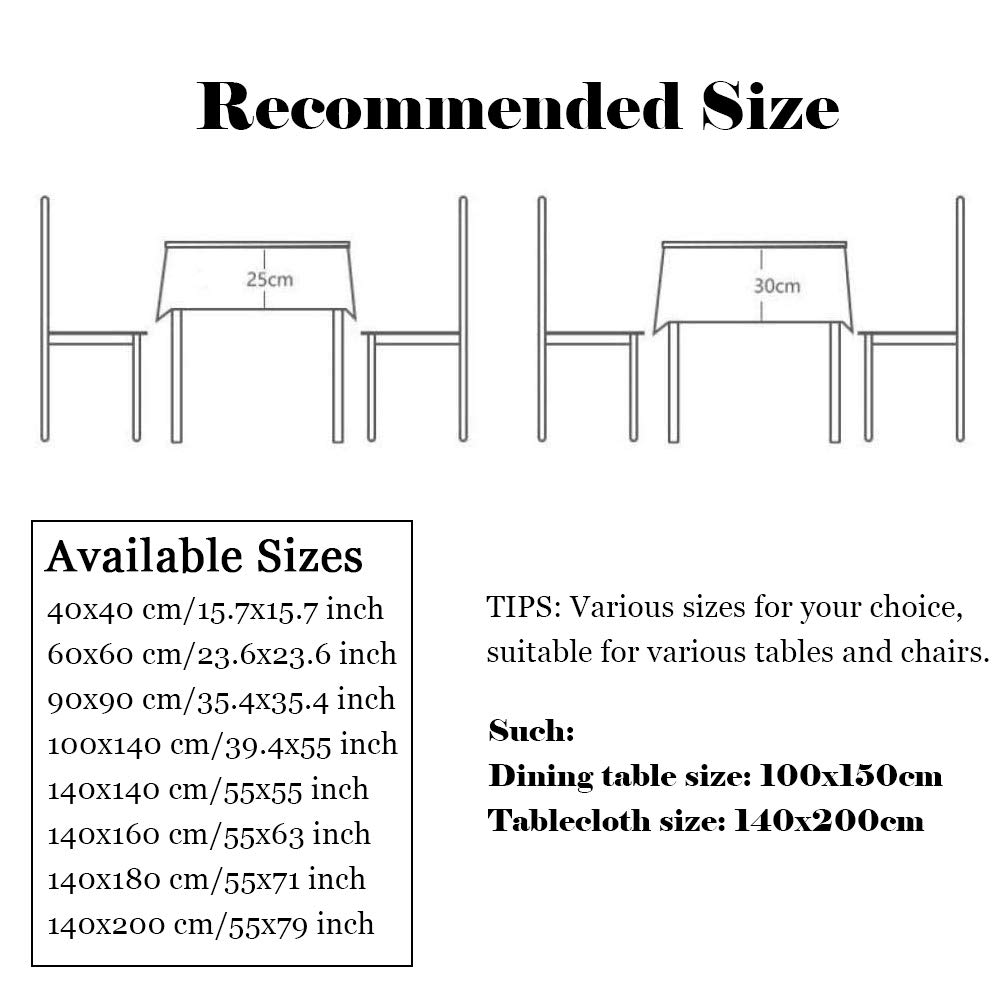 Recommended Size
25cm
30cm
Available Sizes
40x40 cm/15.7x15.7 inch
60x60 cm/23.6x23.6 inch
90x90 cm/35.4x35.4 inch
100x140 cm/39.4x55 inch
140x140 cm/55x55 inch
140x160 cm/55x63 inch
140x180 cm/55x71 inch
140x200 cm/55x79 inch
TIPS: Various sizes for your choice,
suitable for various tables and chairs.
Such:
Dining table size: 100x150cm
Tablecloth size: 140x200cm